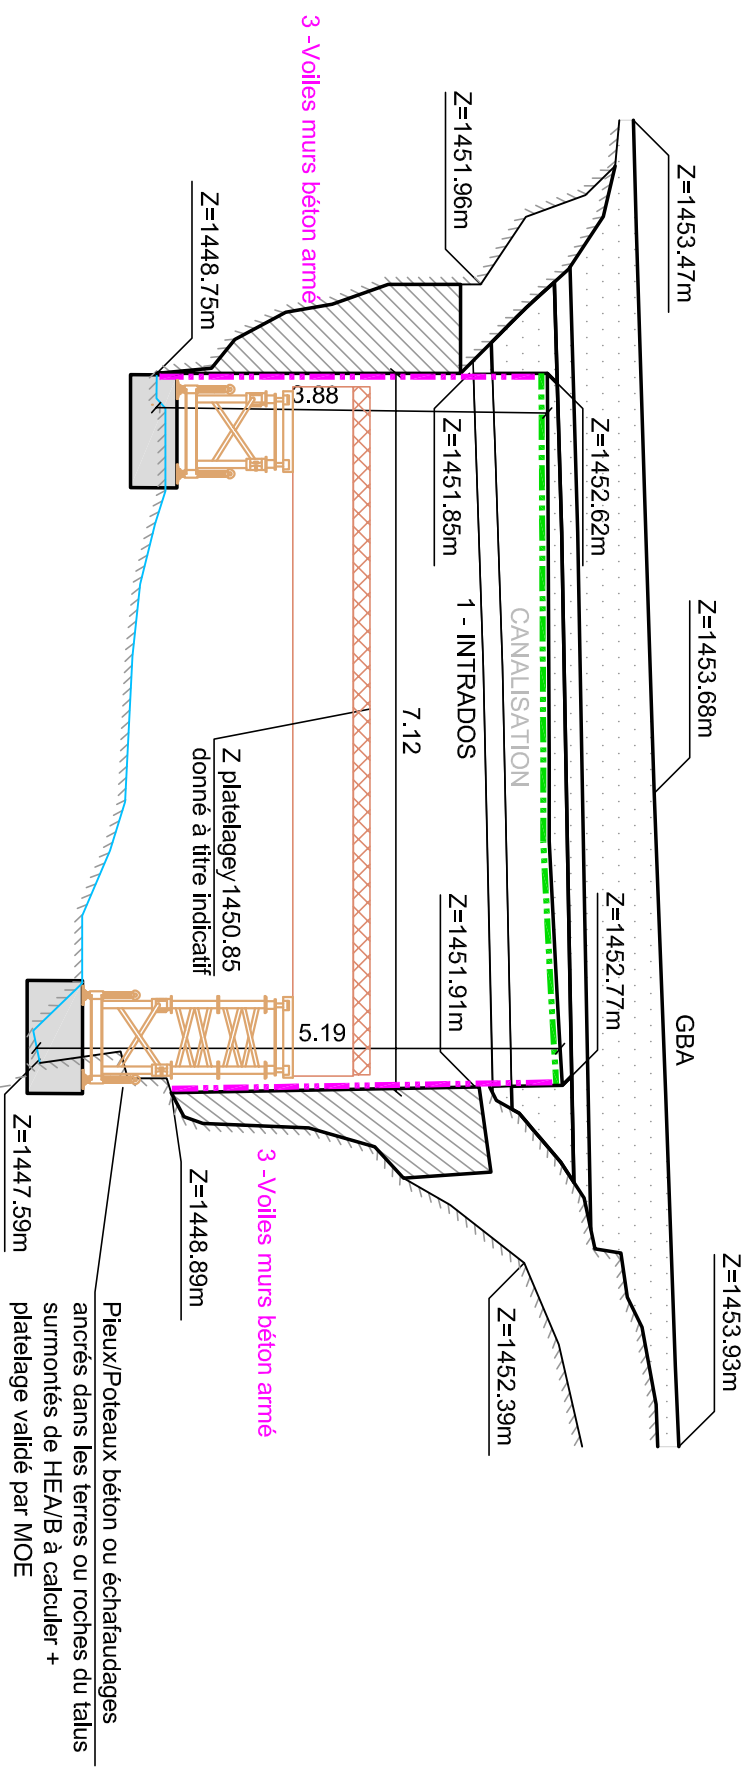 Z=1453.47m
Z=1453.68m
GBA
Z=1453.93m
Z=1451.96m
Z=1452.62m
Z=1452.77m
Z=1452.39m
CANALISATION
1 - INTRADOS
Z=1451.85m
Z=1451.91m
7.12
3 -Voiles murs béton armé
3.88
5.19
3 -Voiles murs béton armé
Z platelagey1450.85
donné à titre indicatif
Z=1448.75m
Z=1448.89m
Z=1447.59m
Pieux/Poteaux béton ou échafaudages
ancrés dans les terres ou roches du talus
surmontés de HEA/B à calculer +
platelage validé par MOE